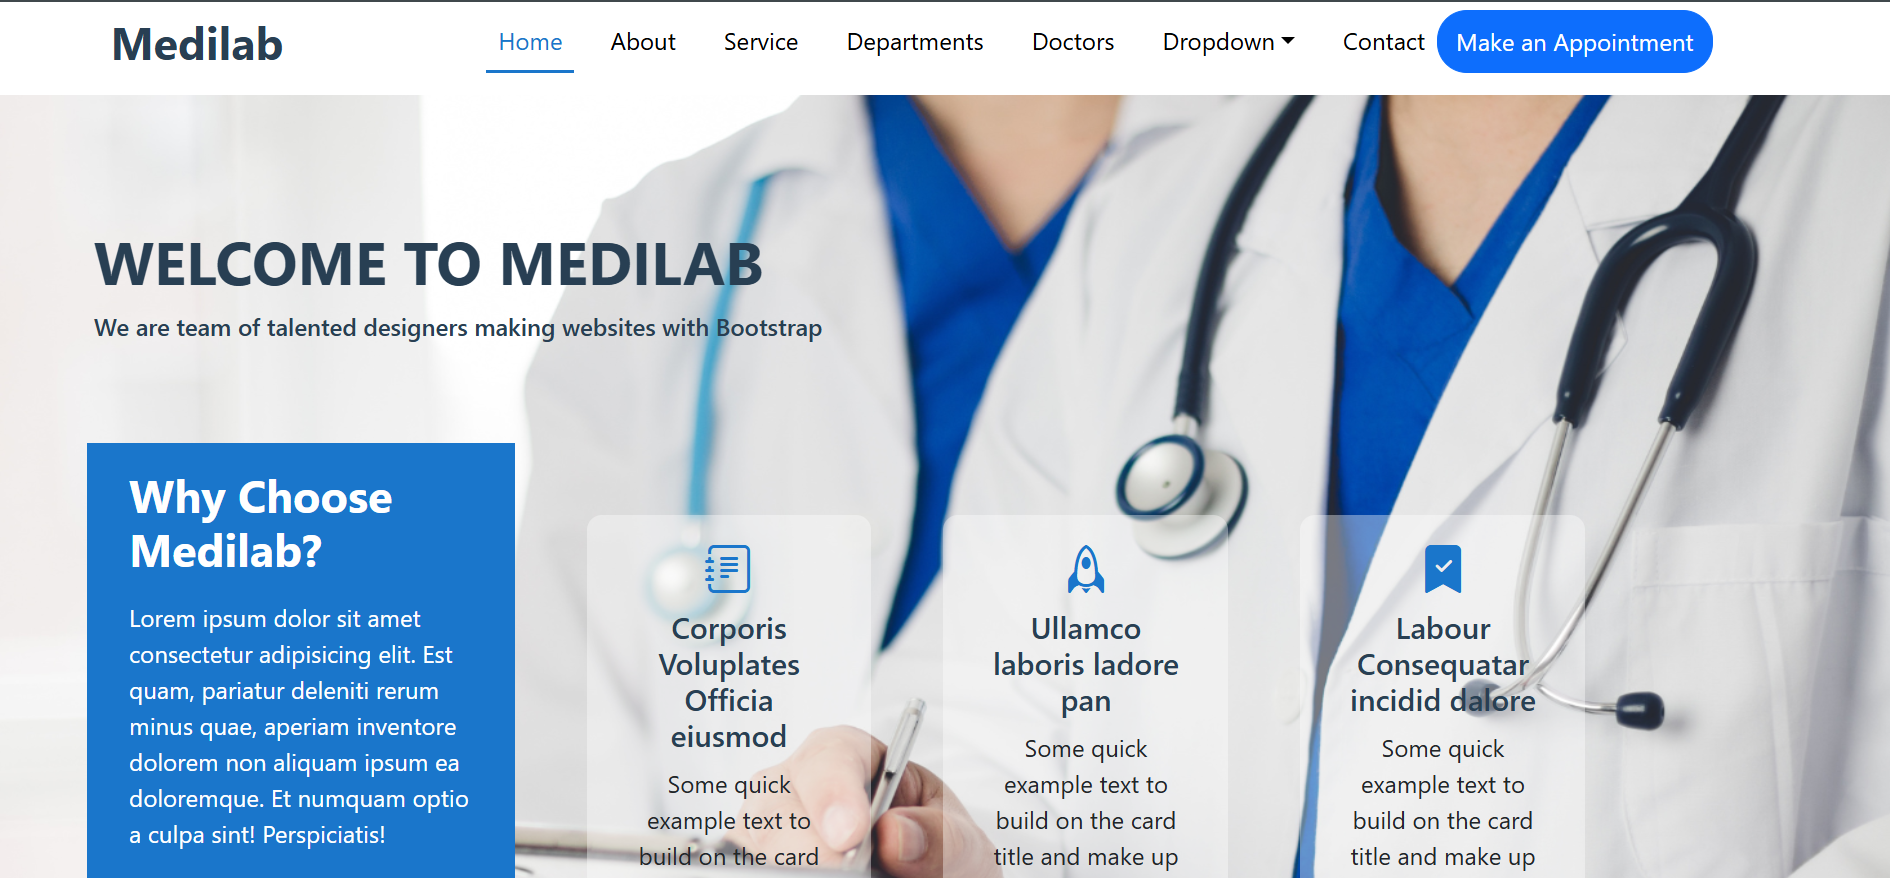 Medilab
Home About Service Departments Doctors Dropdown Contact Make an Appointment
WELCOME TO MEDILAB
We are team of talented designers making websites with Bootstrap
Why Choose
Medilab?
Lorem ipsum dolor sit amet
consectetur adipisicing elit. Est
quam, pariatur deleniti rerum
minus quae, aperiam inventore
dolorem non aliquam ipsum ea
doloremque. Et numquam optio
a culpa sint! Perspiciatis!
Corporis
Voluplates
Officia
eiusmod
Some quick
example text to
build on the card
Ullamco
laboris ladore
pan
Some quick
example text to
build on the card
title and make up
Labour
Consequatar
incidid dalore
Some quick
example text to
build on the card
title and make up